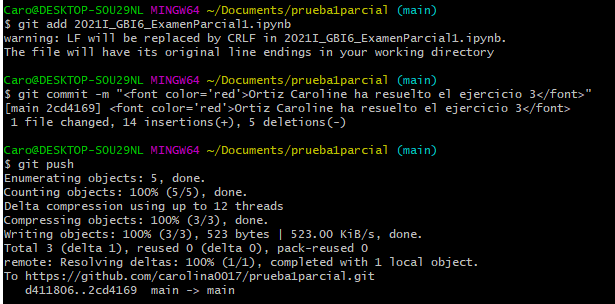 Caro@DESKTOP-SOU29NL MINGW64 ~/Documents/prueba1parcial (main)
$ git add 2021I_GBI6_ExamenParcial1.ipynb
warning: LF will be replaced by CRLF in 2021I_GBI6_ExamenParcial1.ipynb.
The file will have its original line endings in your working directory
Caro@DESKTOP-SOU29NL MINGW64 ~/Documents/prueba1parcial (main)
$ git commit -m "<font color='red'>Ortiz Caroline ha resuelto el ejercicio 3</font>"
[main 2cd4169] <font color='red'>Ortiz Caroline ha resuelto el ejercicio 3</font>
 1 file changed, 14 insertions(+), 5 deletions(-)
Caro@DESKTOP-SOU29NL MINGW64 ~/Documents/prueba1parcial (main)
$ git push
Enumerating objects: 5, done.
Counting objects: 100% (5/5), done.
Delta compression using up to 12 threads
Compressing objects: 100% (3/3), done.
Writing objects: 100% (3/3), 523 bytes | 523.00 KiB/s, done.
Total 3 (delta 1), reused 0 (delta 0), pack-reused 0
remote: Resolving deltas: 100% (1/1), completed with 1 local object.
To https://github.com/carolina0017/prueba1parcial.git
   d411806..2cd4169  main -> main